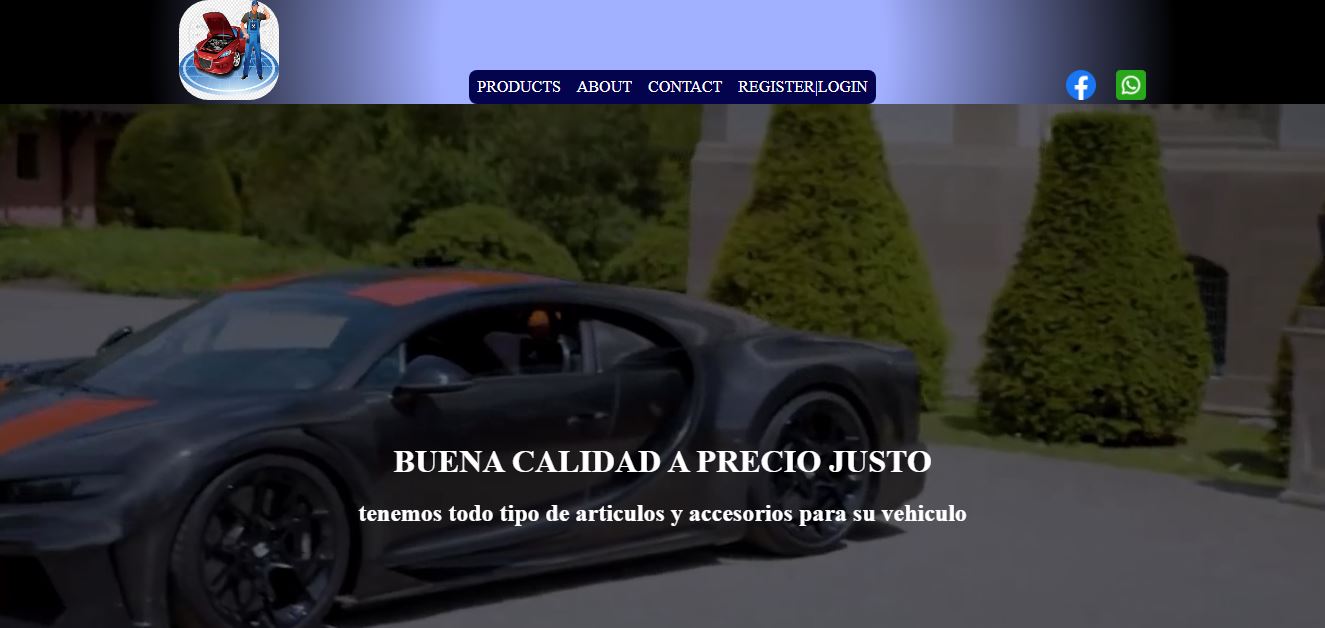 PRODUCTS ABOUT CONTACT REGISTER|LOGIN
BUENA CALIDAD A PRECIO JUSTO
tenemos todo tipo de articulos y accesorios para su vehiculo